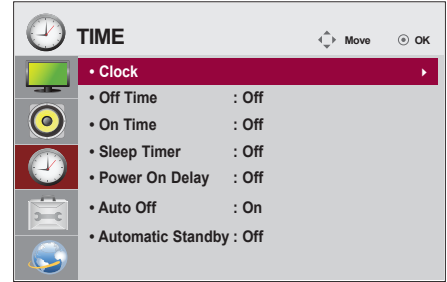 TIME Move OK
• Clock
• Off Time : Off
• On Time : Off
• Sleep Timer : Off
• Power On Delay : Off
• Auto Off : On
• Automatic Standby : Off